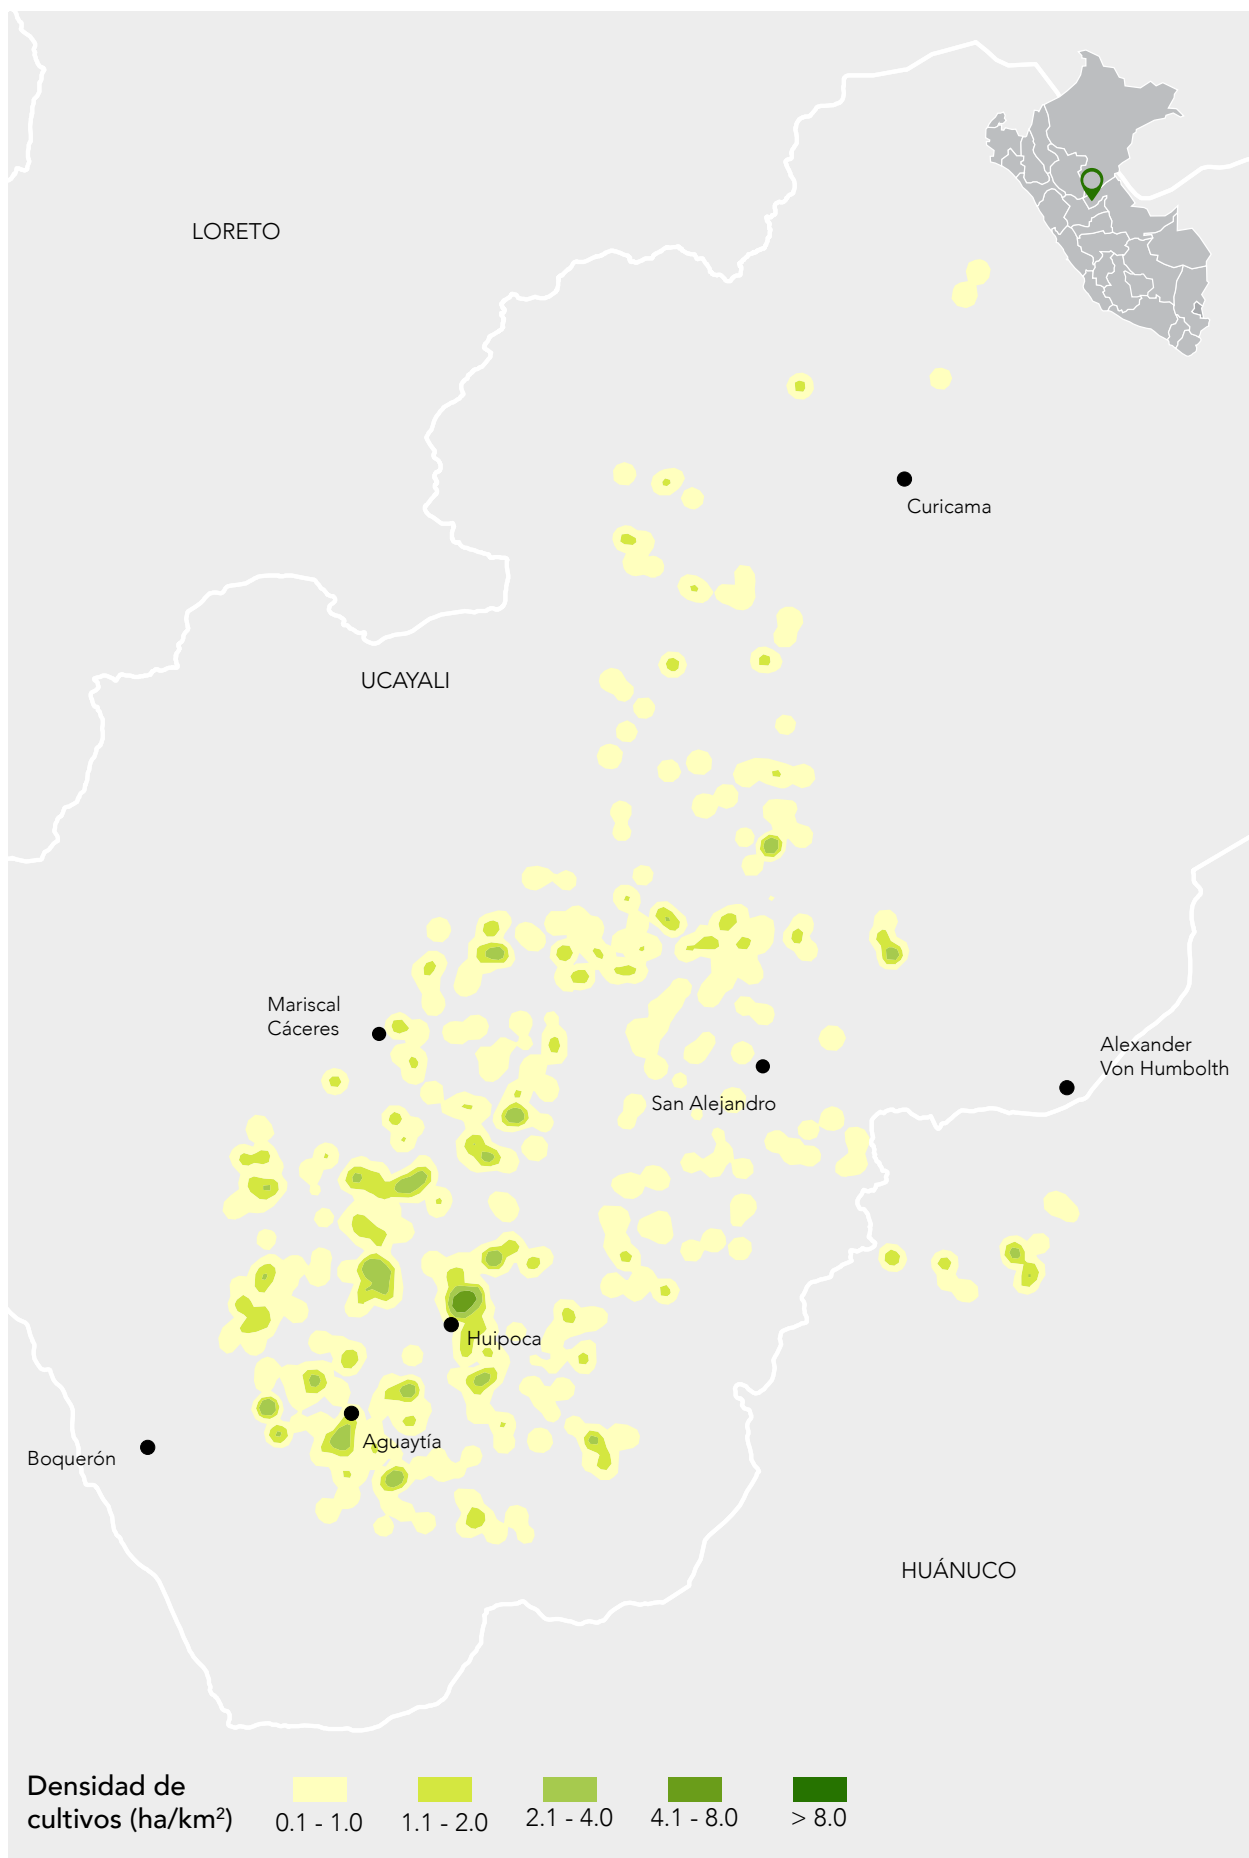 LORETO
Curicama
UCAYALI
Mariscal
Cáceres
Alexander
Von Humbolth
San Alejandro
Huipoca
Aguaytía
Boquerón
HUÁNUCO
Densidad de
cultivos (ha/km²)
0.1 - 1.0
1.1 - 2.0
2.1 - 4.0
4.1 - 8.0
> 8.0